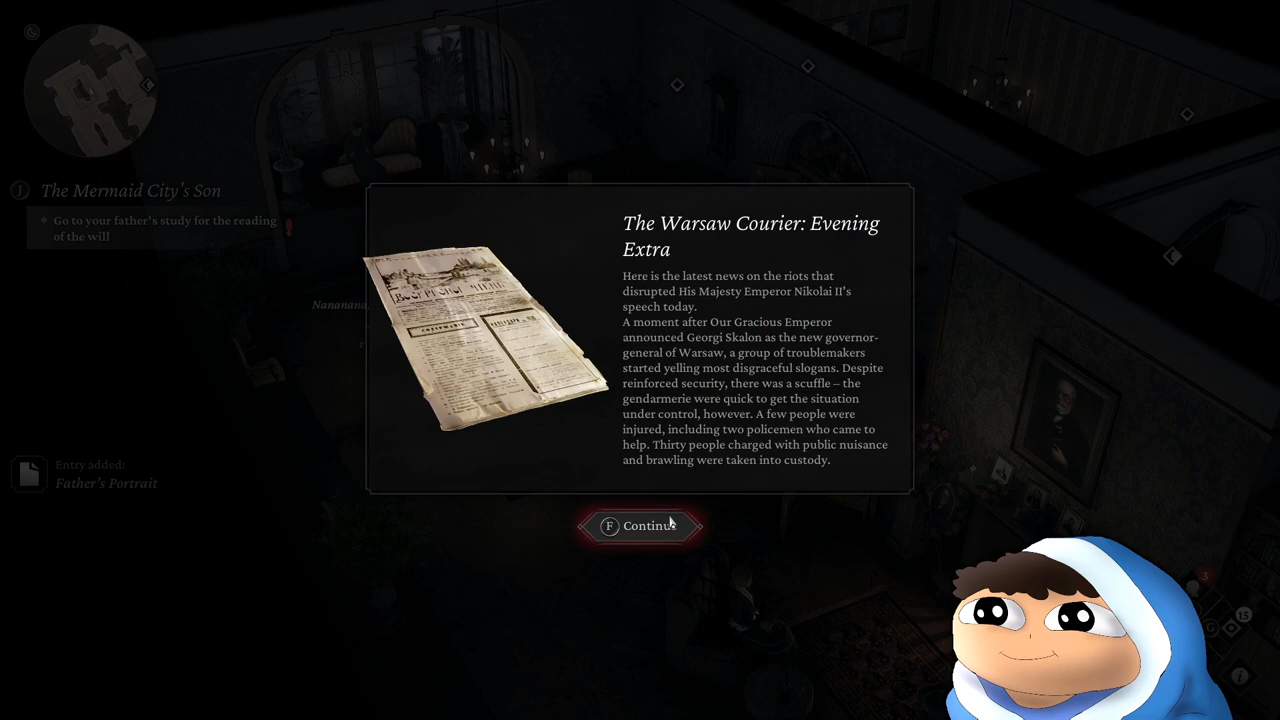 J
The Mermaid City's Son
Go to your father's study for the reading
of the will
Nananana
Entry added:
Father's Portrait
The Warsaw Courier: Evening
Extra
Here is the latest news on the riots that
disrupted His Majesty Emperor Nikolai II's
speech today.
A moment after Our Gracious Emperor
announced Georgi Skalon as the new governor-
general of Warsaw, a group of troublemakers
started yelling most disgraceful slogans. Despite
reinforced security, there was a scuffle – the
gendarmerie were quick to get the situation
under control, however. A few people were
injured, including two policemen who came to
help. Thirty people charged with public nuisance
and brawling were taken into custody.
F Continue
3
15
G
i